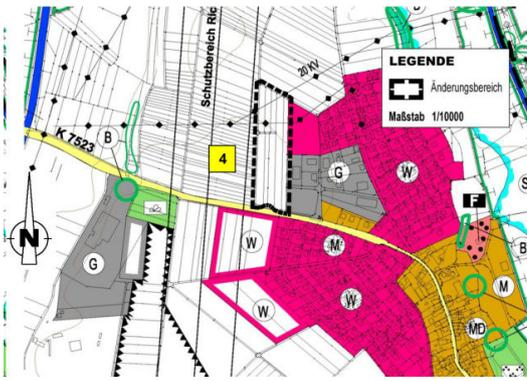 Schutzbereich Ric
20 KV
LEGENDE
Änderungsbereich
Maßstab 1/10000
K 7523
B
4
G
W
F
N
W
M
G
W
W
M
MD
B